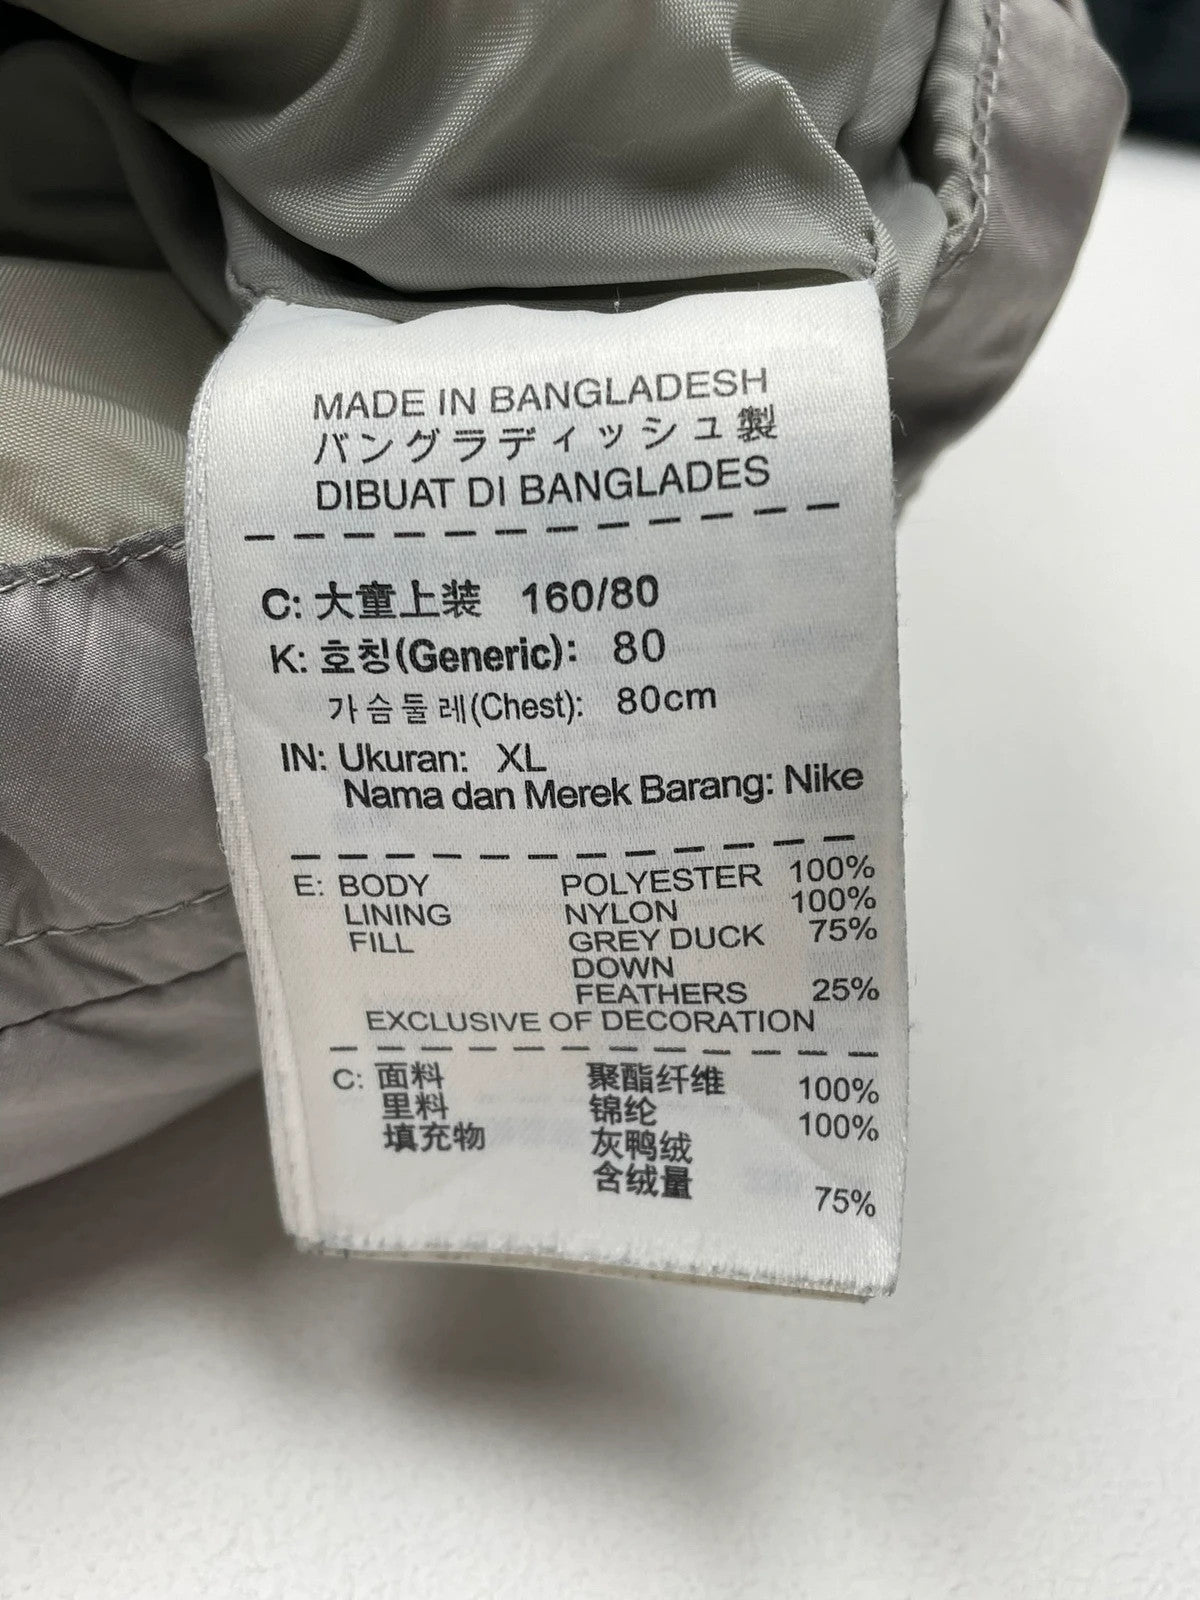 MADE IN BANGLADESH
バングラディッシュ製
DIBUAT DI BANGLADES
C: 大童上装 160/80
K: 호칭(Generic): 80
가슴둘레(Chest): 80cm
IN: Ukuran: XL
Nama dan Merek Barang: Nike
E: BODY POLYESTER 100%
LINING NYLON 100%
FILL GREY DUCK 75%
DOWN
FEATHERS 25%
EXCLUSIVE OF DECORATION
C: 面料 聚酯纤维 100%
里料 锦纶 100%
填充物 灰鸭绒
含绒量 75%